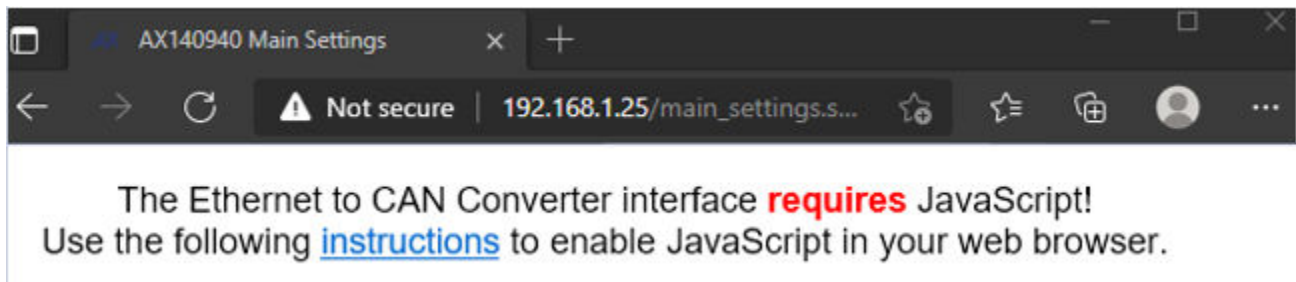 AX140940 Main Settings
Not secure | 192.168.1.25/main_settings.s...
The Ethernet to CAN Converter interface requires JavaScript!
Use the following instructions to enable JavaScript in your web browser.